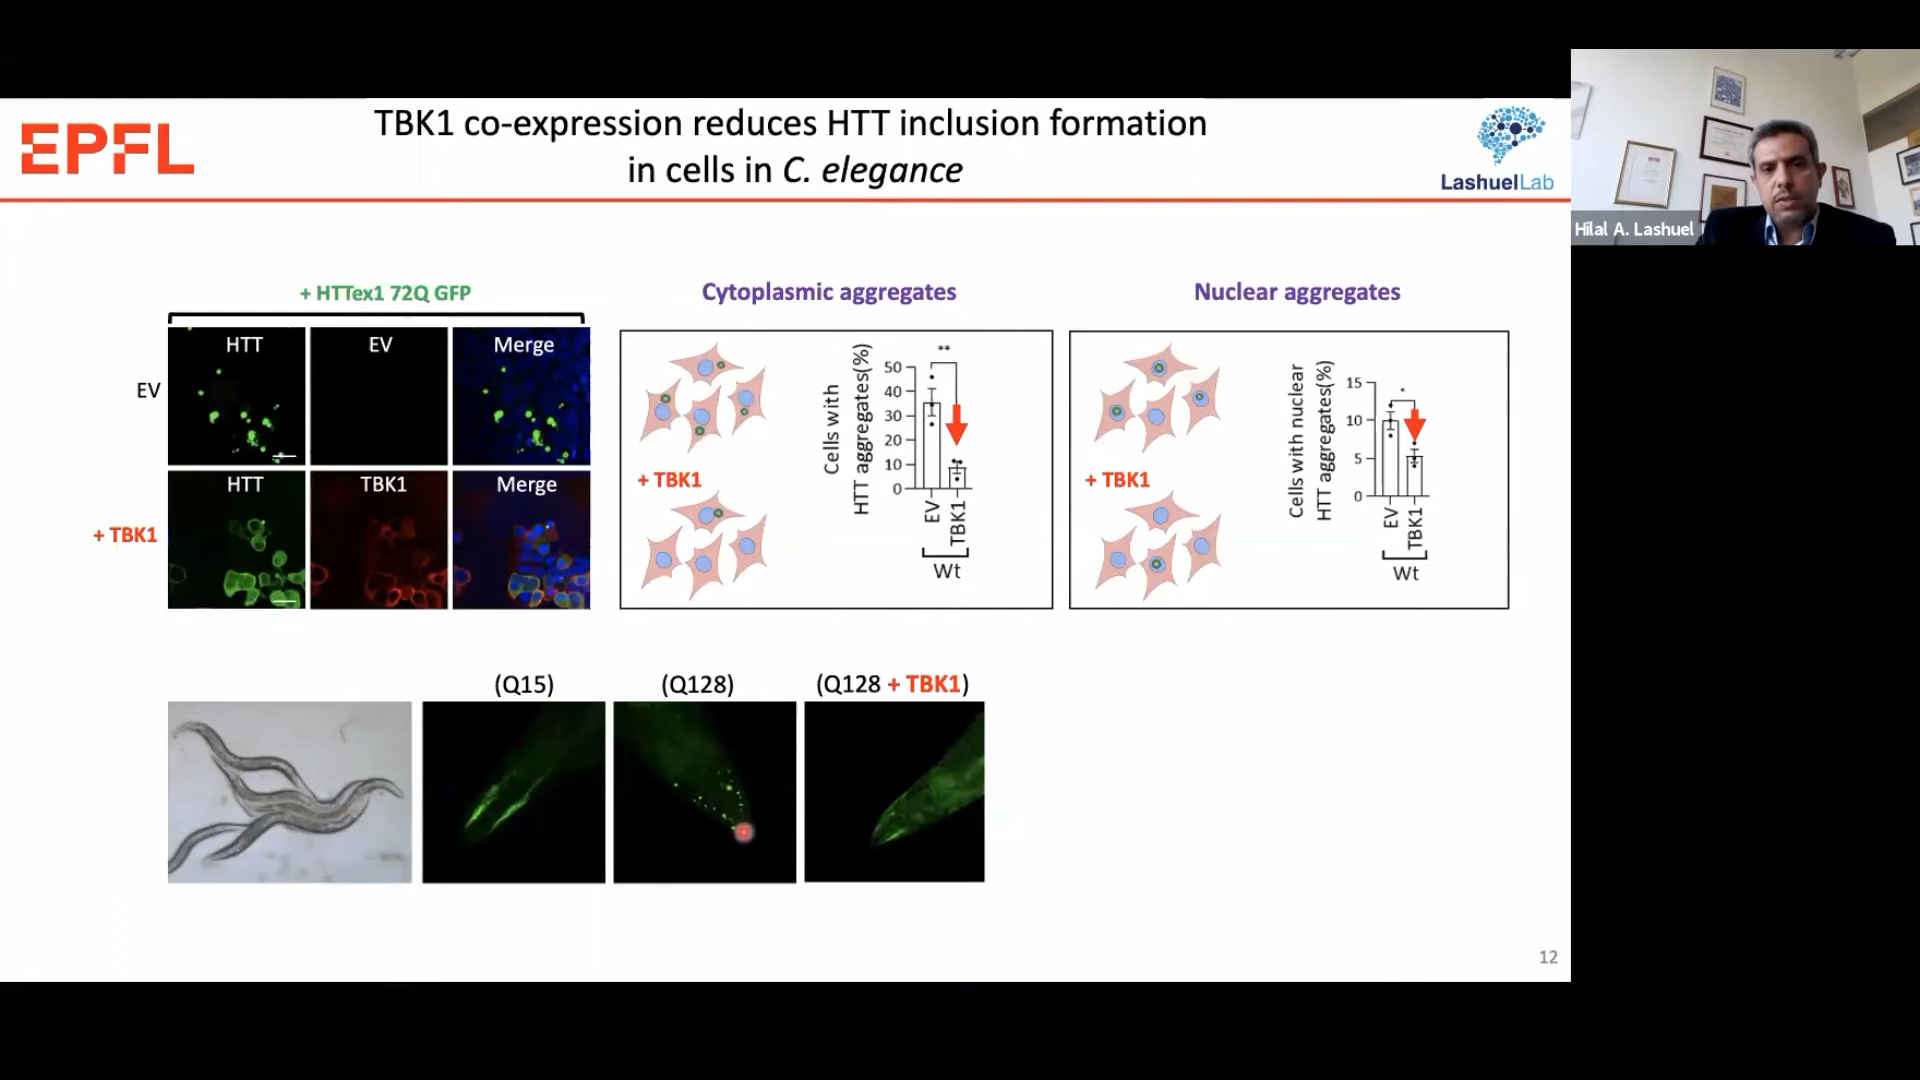 EPFL
TBK1 co-expression reduces HTT inclusion formation
in cells in C. elegance
LashuelLab
Hilal A. Lashuel
+ HTTex1 72Q GFP
HTT
EV
Merge
EV
HTT
TBK1
Merge
+ TBK1
Cytoplasmic aggregates
+ TBK1
Cells with
HTT aggregates(%)
50
40
30
20
10
0
**
EV
TBK1
Wt
Nuclear aggregates
+ TBK1
Cells with nuclear
HTT aggregates(%)
15
10
5
0
*
EV
TBK1
Wt
(Q15)
(Q128)
(Q128 + TBK1)
12